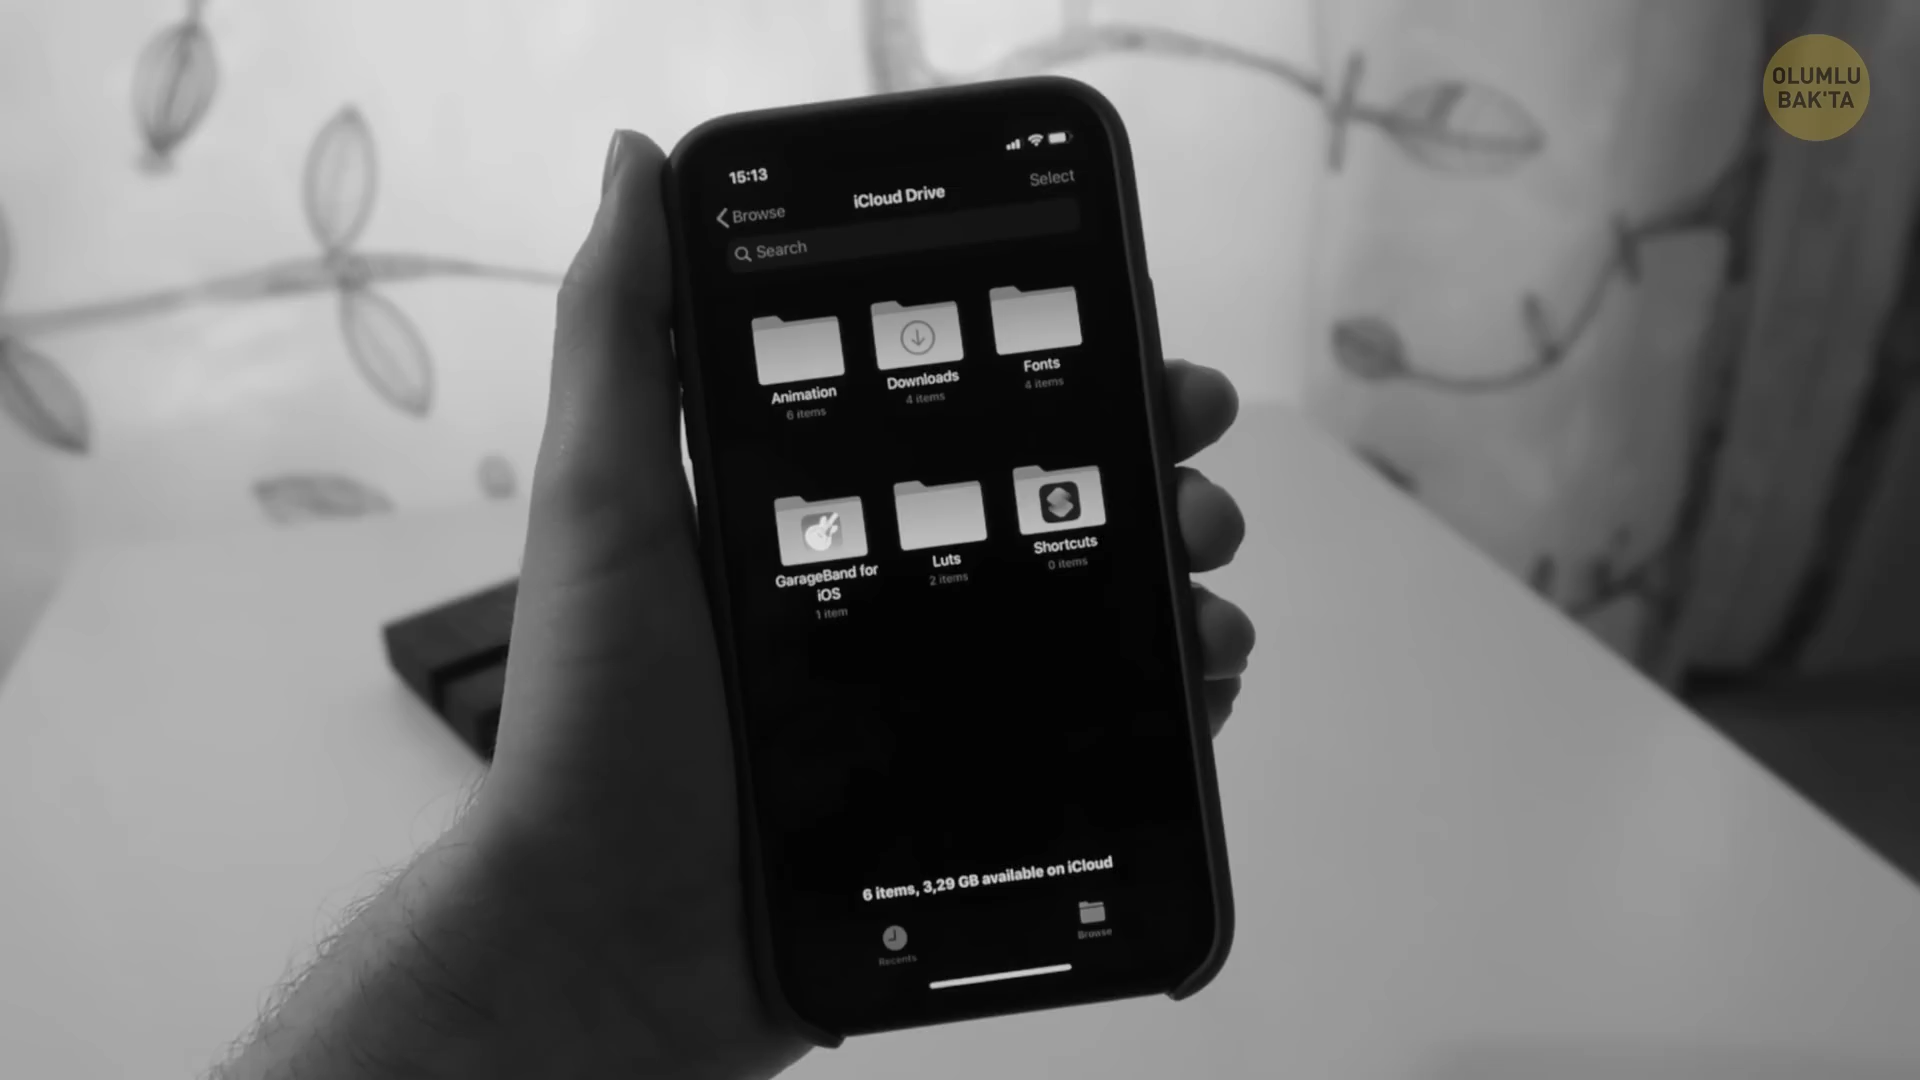 OLUMLU
BAK'TA
15:13
Browse
iCloud Drive
Select
Search
Animation
6 items
Downloads
4 items
Fonts
4 items
GarageBand for
iOS
1 item
Luts
2 items
Shortcuts
0 items
6 items, 3,29 GB available on iCloud
Recents
Browse